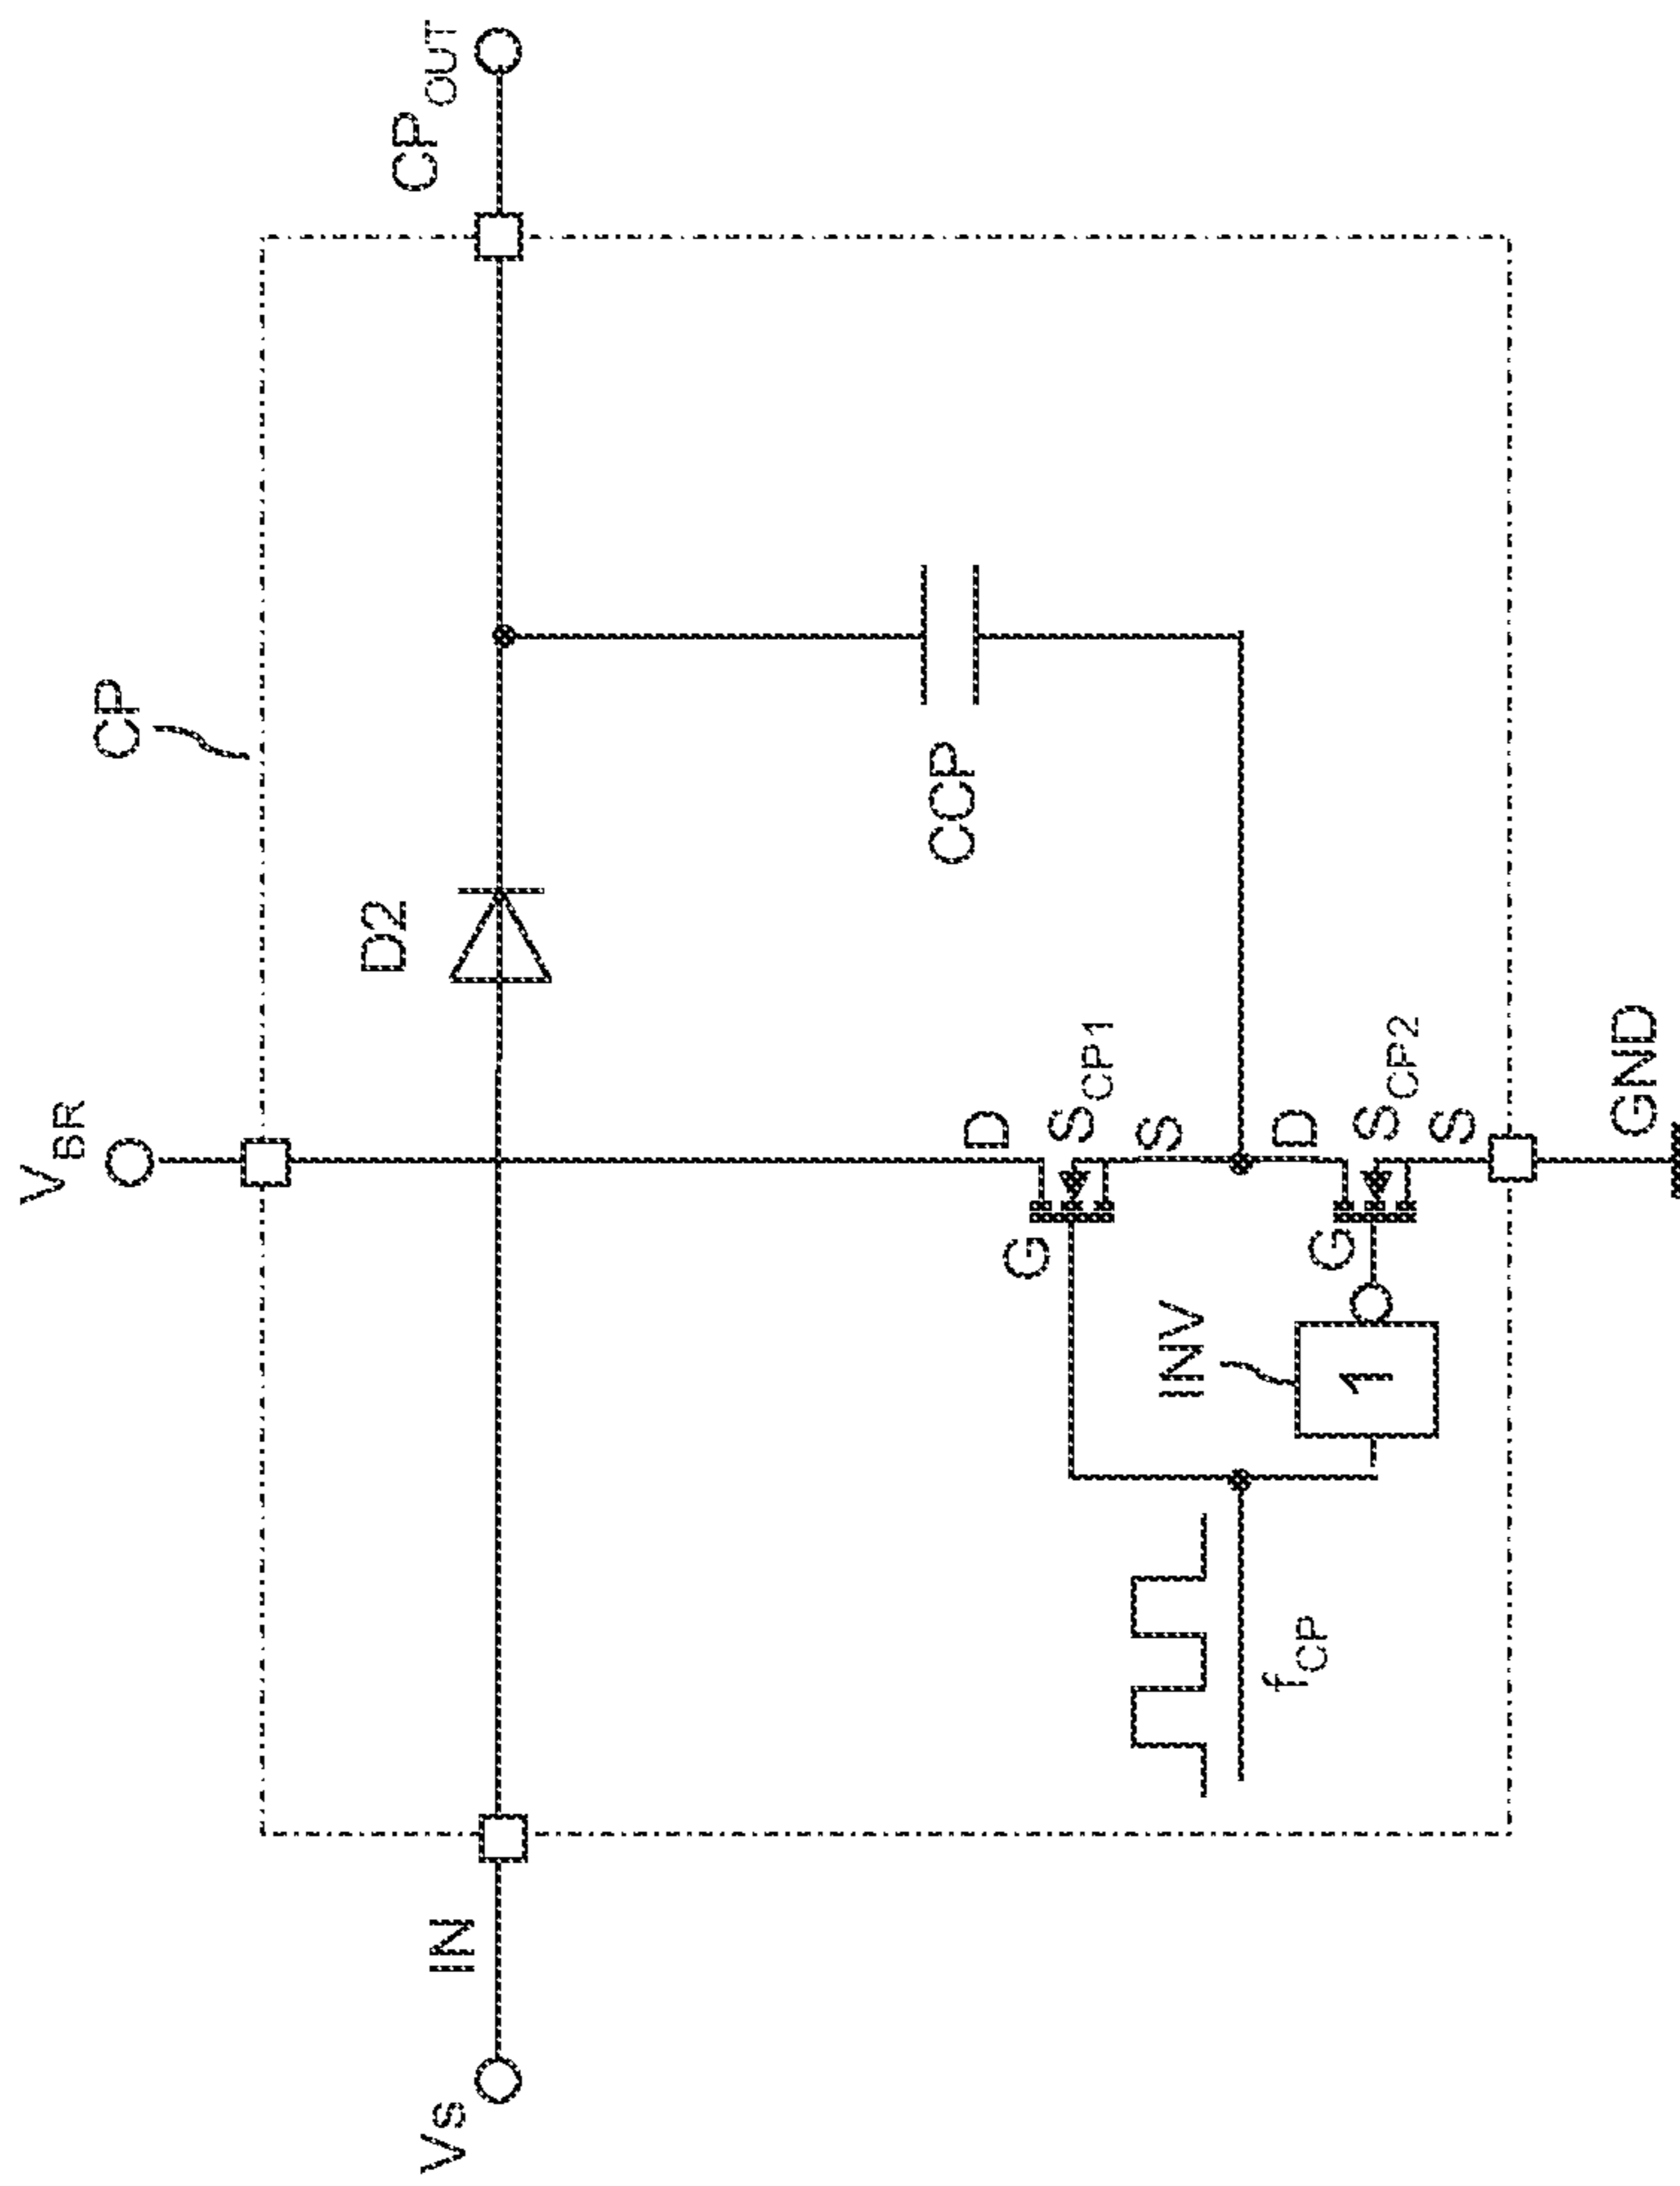 V_BR
CP
CP_OUT
D2
Vs
IN
CCP
D
S_CP1
G
S
INV
1
D
S_CP2
G
S
f_CP
GND